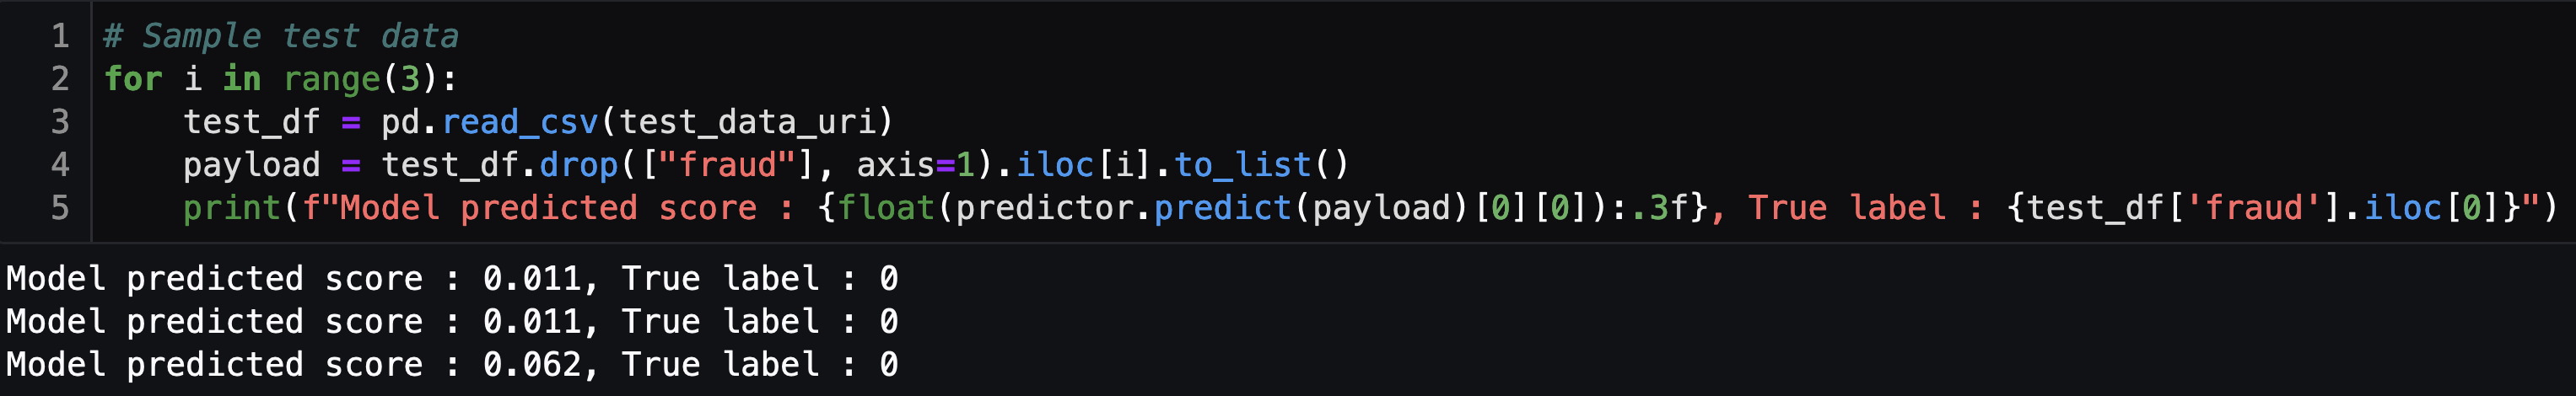 1 # Sample test data
2 for i in range(3):
3     test_df = pd.read_csv(test_data_uri)
4     payload = test_df.drop(["fraud"], axis=1).iloc[i].to_list()
5     print(f"Model predicted score : {float(predictor.predict(payload)[0][0]):.3f}, True label : {test_df['fraud'].iloc[0]}")
Model predicted score : 0.011, True label : 0
Model predicted score : 0.011, True label : 0
Model predicted score : 0.062, True label : 0